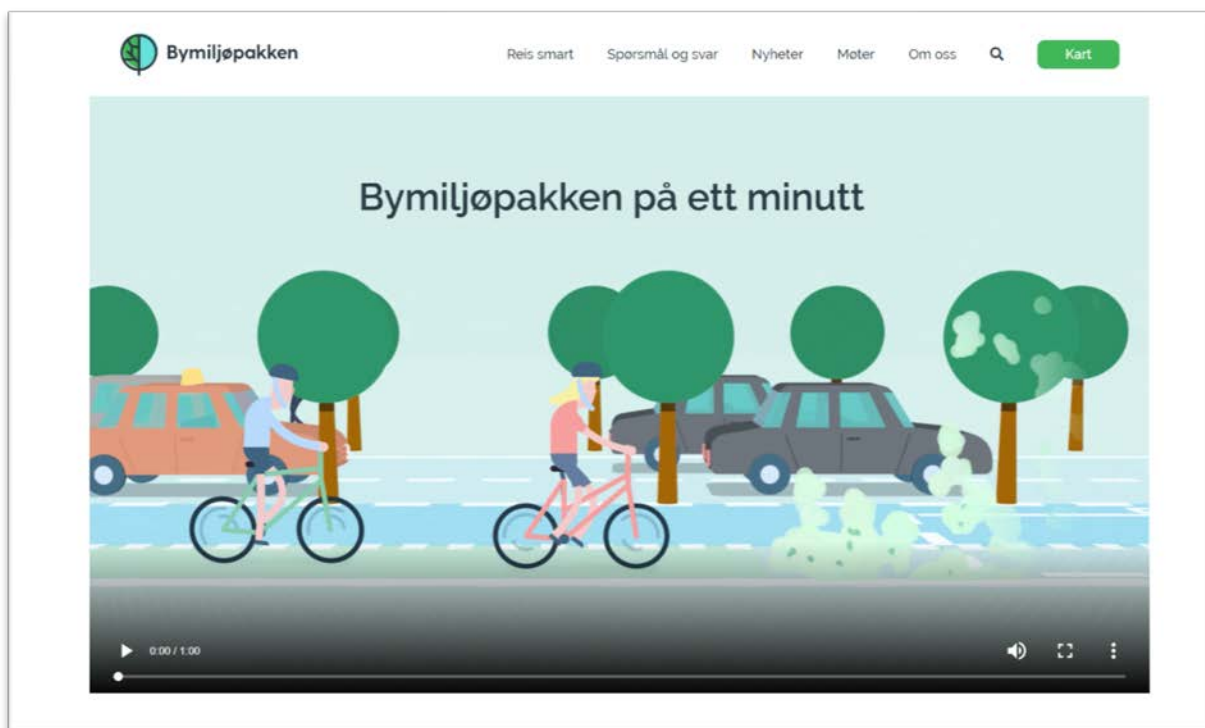 Bymiljøpakken
Reis smart Spørsmål og svar Nyheter Møter Om oss Kart
Bymiljøpakken på ett minutt
0:00 / 1:00